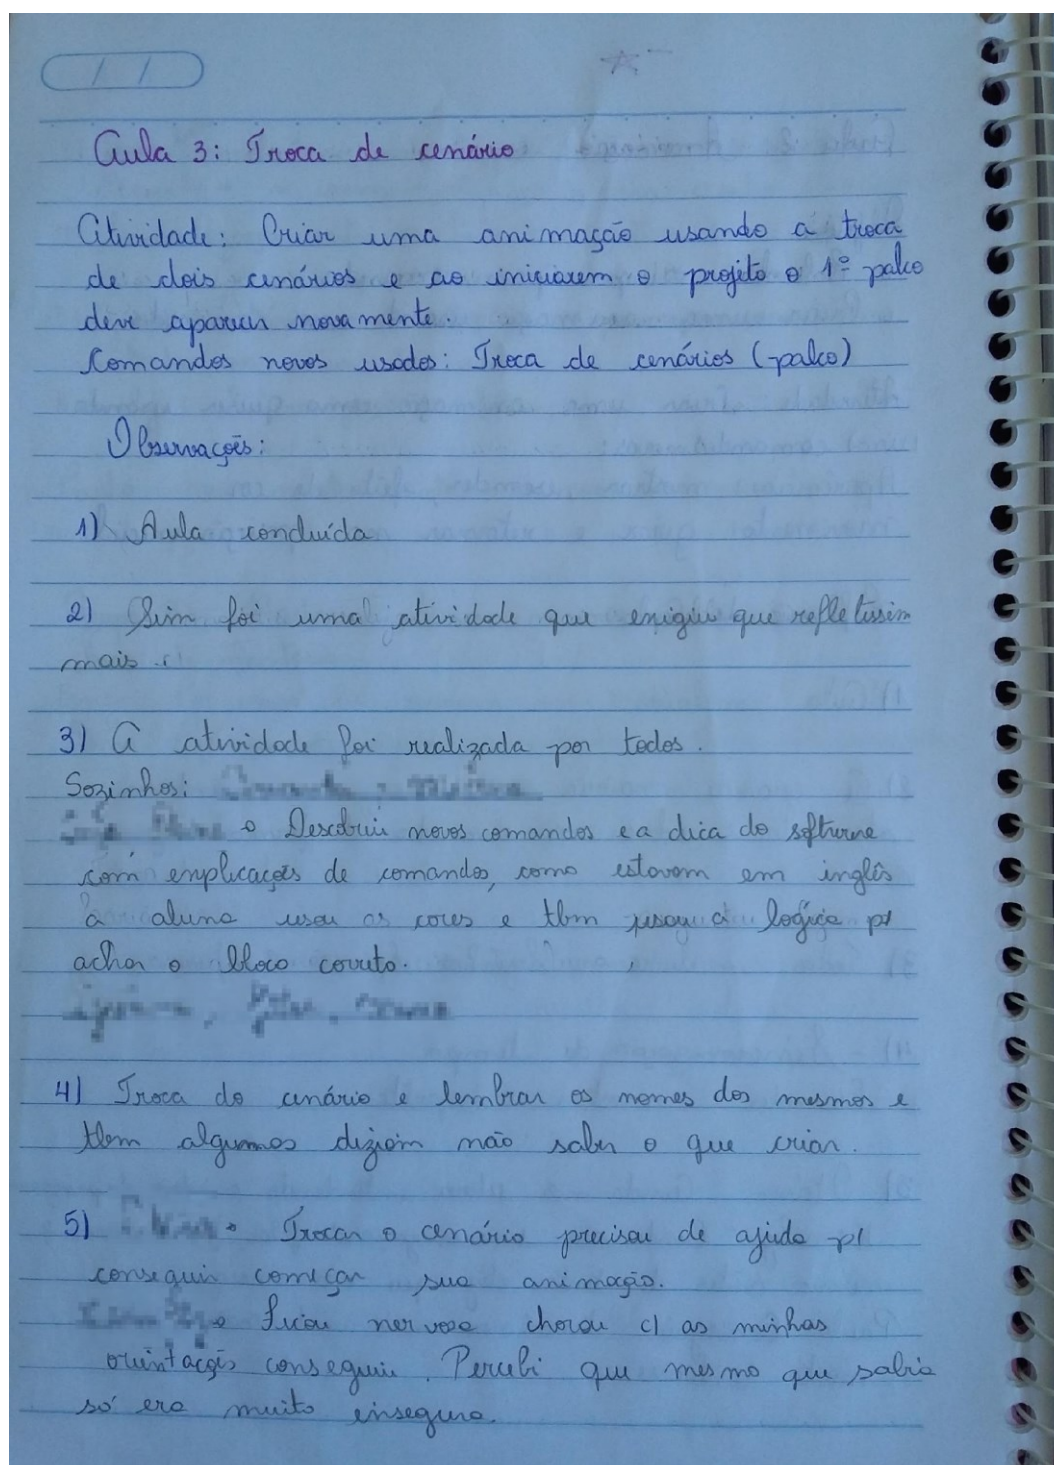 Aula 3: Troca de cenário
Atividade: Criar uma animação usando a troca
de dois cenários e ao iniciarem o projeto o 1º palco
deve aparecer novamente.
Comandos novos usados: Troca de cenários (palco)
Observações:
1) Aula concluída
2) Sim foi uma atividade que exigiu que refletissem
mais.
3) A atividade foi realizada por todos.
Sozinhos:
Descobriu novos comandos e a dica do softwre
com explicações de comandos, como estavam em inglês
a aluna usou as cores e tbm usou a logica p/
achar o bloco correto.
4) Troca do cenário e lembrar os nomes dos mesmos e
tbem algumas diziam não saber o que criar.
5) Trocar o cenário precisou de ajuda p/
conseguir começar sua animação.
Ficou nervosa chorou c/ as minhas
orientações conseguiu. Percebi que mesmo que sabia
só era muito insegura.